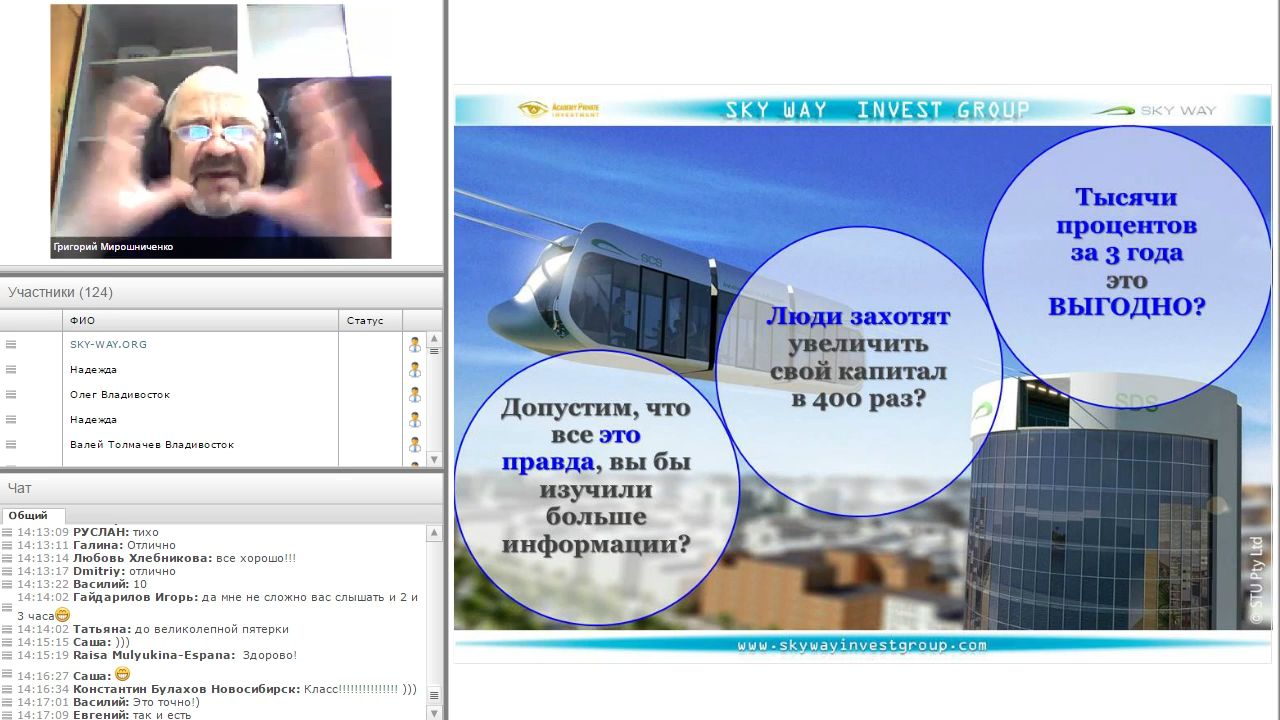 Григорий Мирошниченко
Участники (124)
ФИО
Статус
SKY-WAY.ORG
Надежда
Олег Владивосток
Надежда
Валей Толмачев Владивосток
Чат
Общий
14:13:09 РУСЛАН: тихо
14:13:11 Галина: Отлично
14:13:14 Любовь Хлебникова: все хорошо!!!
14:13:17 Dmitriy: отлично
14:13:22 Василий: 10
14:14:02 Гайдарилов Игорь: да мне не сложно вас слышать и 2 и
3 часа
14:14:02 Татьяна: до великолепной пятерки
14:15:15 Саша: )))
14:15:19 Raisa Mulyukina-Espana: Здорово!
14:16:27 Саша:
14:16:34 Константин Булахов Новосибирск: Класс!!!!!!!!!!!!!!! )))
14:17:01 Василий: Это точно!)
14:17:09 Евгений: так и есть
ACADEMY PRIVATE
INVESTMENT
SKY WAY INVEST GROUP
SKY WAY
SCS
Тысячи
процентов
за 3 года
это
ВЫГОДНО?
Люди захотят
увеличить
свой капитал
в 400 раз?
Допустим, что
все это
правда, вы бы
изучили
больше
информации?
SDS
© STU Pty Ltd
www.skywayinvestgroup.com